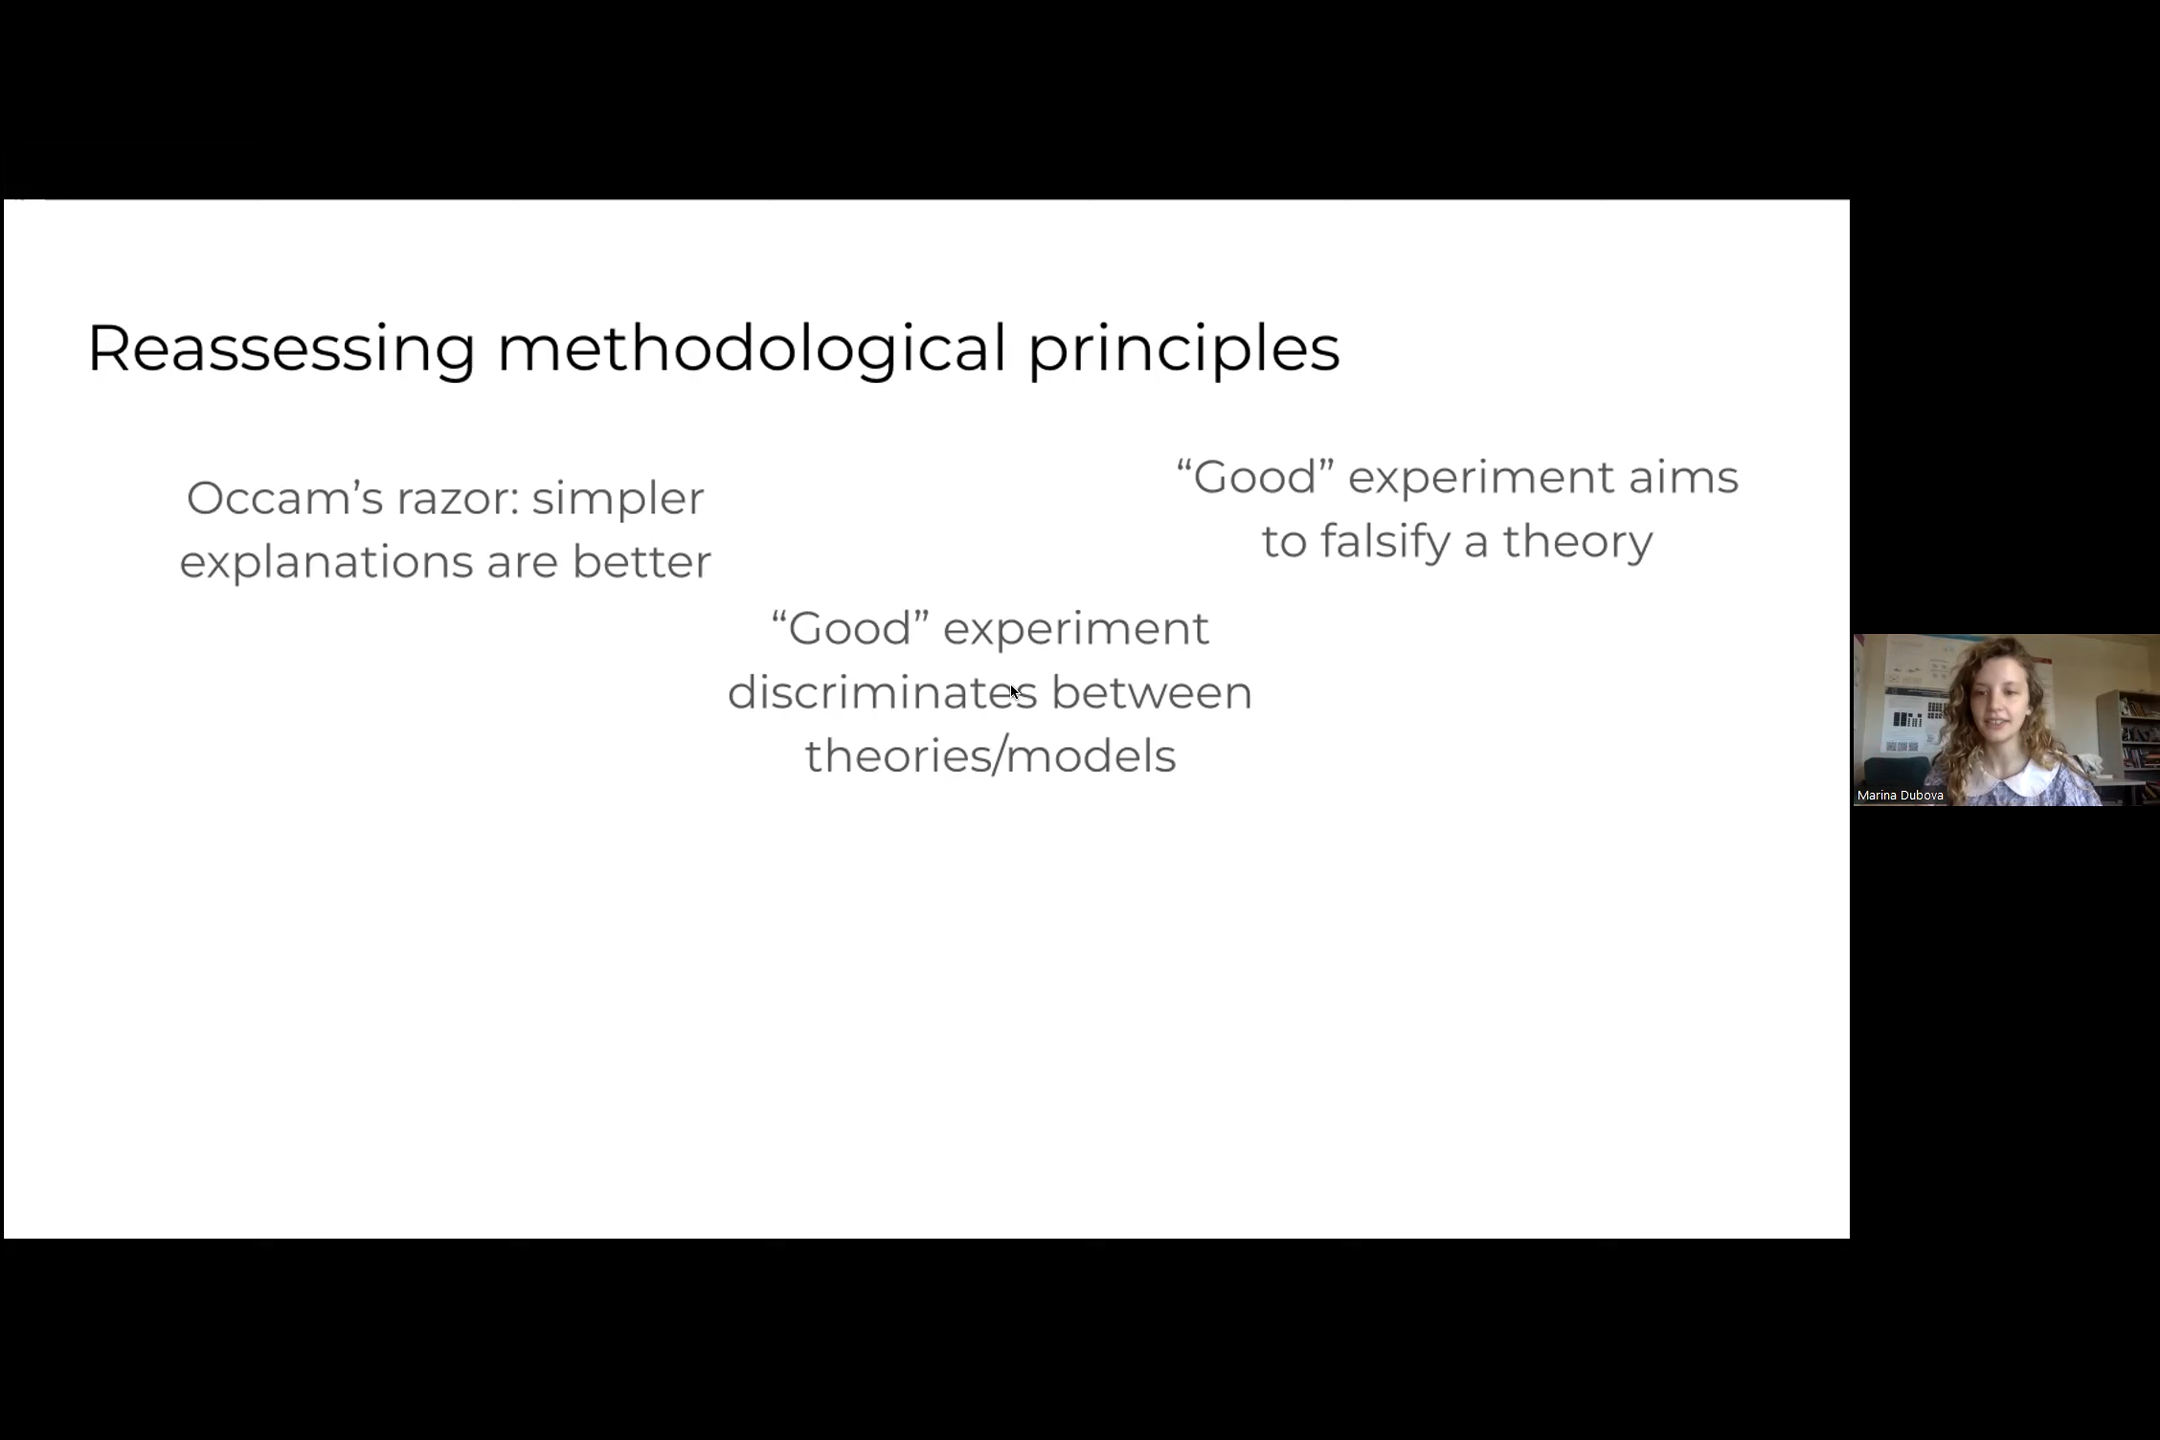 Reassessing methodological principles
Occam’s razor: simpler
explanations are better
“Good” experiment aims
to falsify a theory
“Good” experiment
discriminates between
theories/models
Marina Dubova